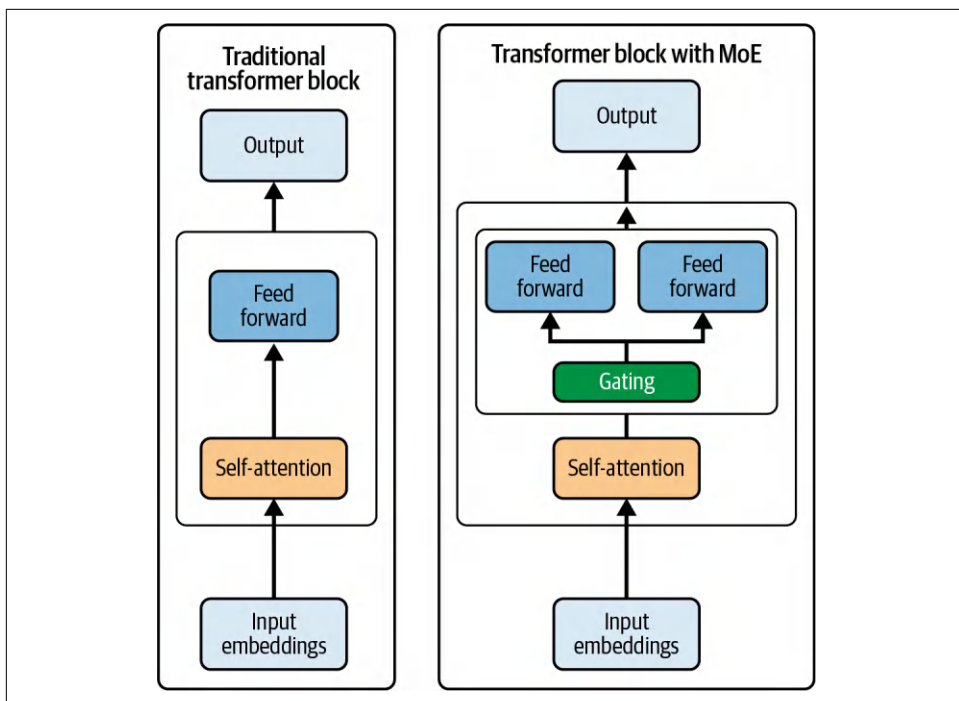 Traditional
transformer block
Output
Feed
forward
Self-attention
Input
embeddings
Transformer block with MoE
Output
Feed
forward
Feed
forward
Gating
Self-attention
Input
embeddings